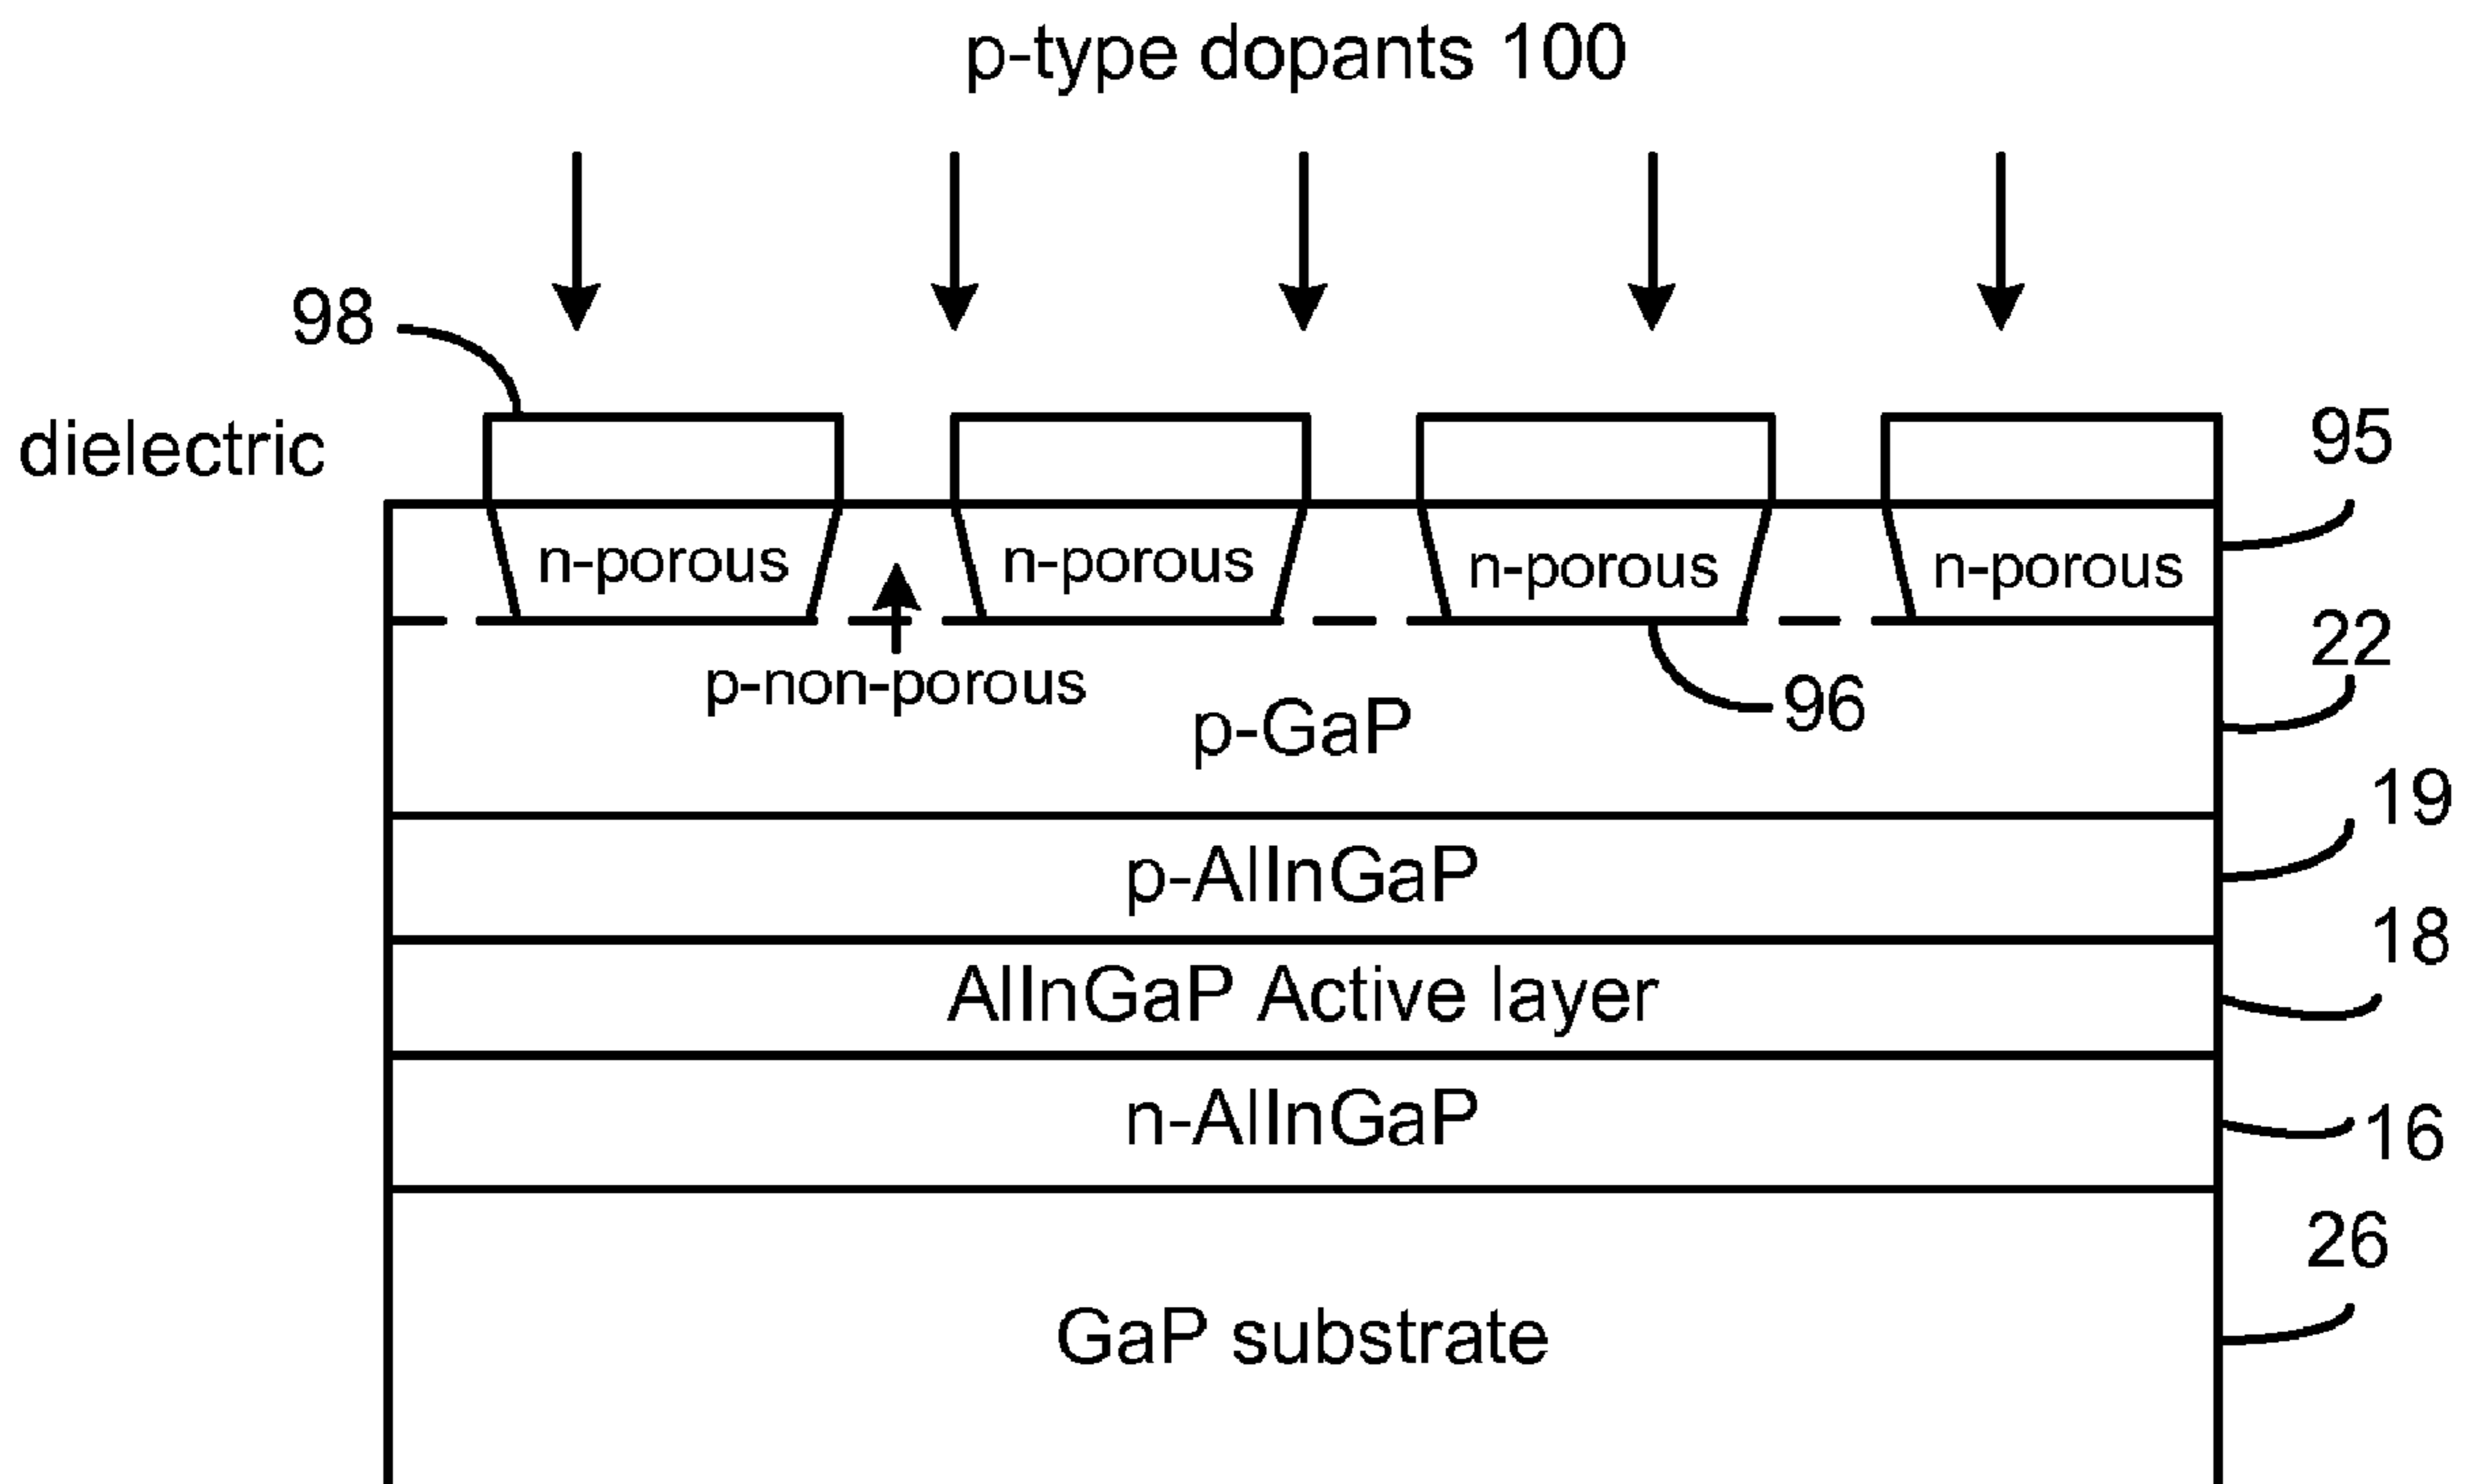 p-type dopants 100
98
dielectric
95
n-porous n-porous n-porous n-porous
22
p-non-porous
96
p-GaP
19
p-AlInGaP
18
AlInGaP Active layer
n-AlInGaP
16
26
GaP substrate